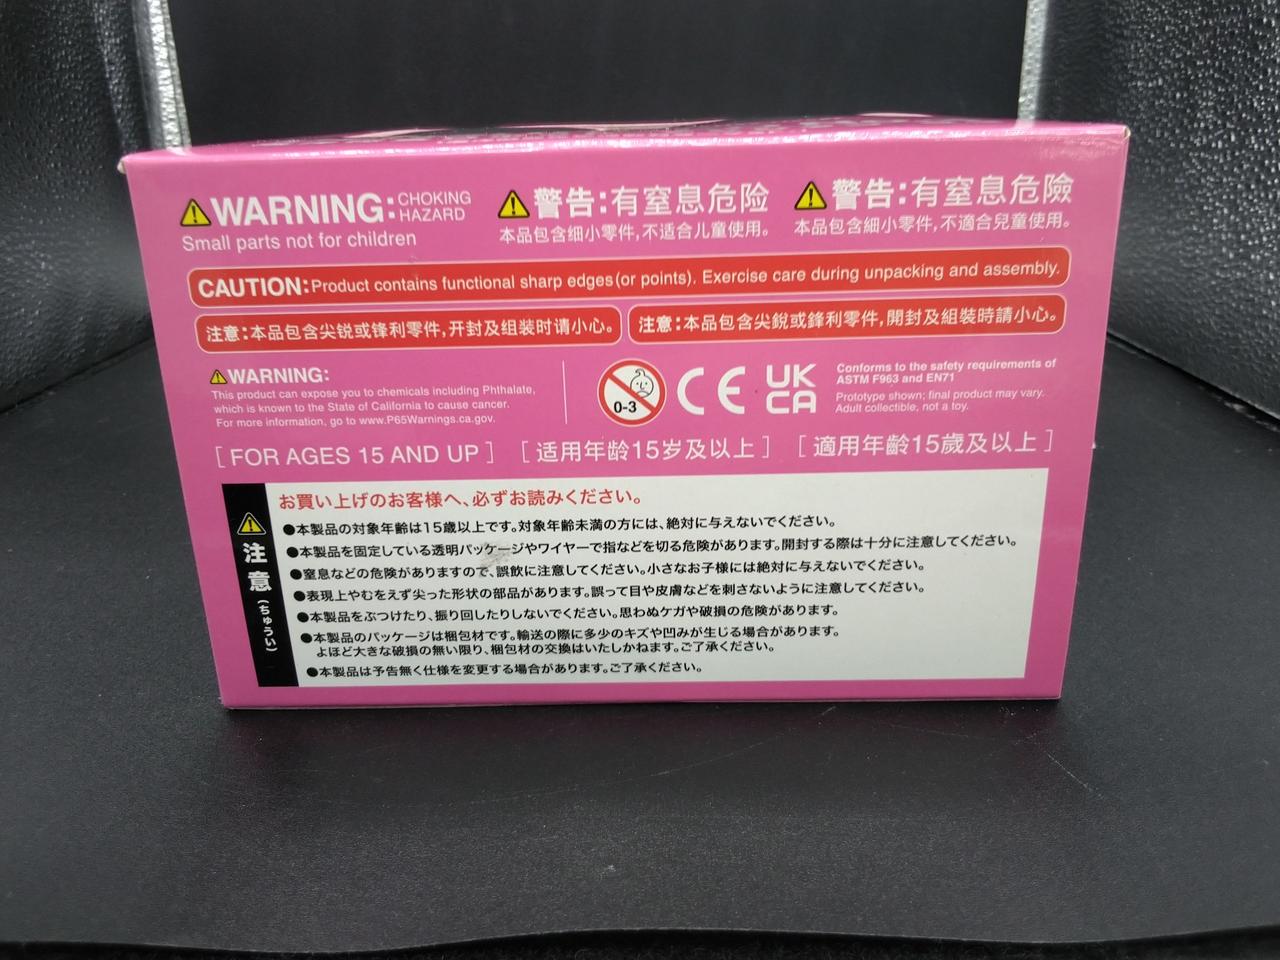 WARNING: CHOKING HAZARD
Small parts not for children
警告:有窒息危险
本品包含细小零件,不适合儿童使用。
警告:有窒息危險
本品包含細小零件,不適合兒童使用。
CAUTION: Product contains functional sharp edges (or points). Exercise care during unpacking and assembly.
注意:本品包含尖锐或锋利零件,开封及组装时请小心。
注意:本品包含尖銳或鋒利零件,開封及組裝時請小心。
WARNING:
This product can expose you to chemicals including Phthalate,
which is known to the State of California to cause cancer.
For more information, go to www.P65Warnings.ca.gov.
0-3
CE
UK
CA
Conforms to the safety requirements of
ASTM F963 and EN71
Prototype shown; final product may vary.
Adult collectible, not a toy.
[ FOR AGES 15 AND UP ]
[ 适用年龄15岁及以上 ]
[ 適用年齡15歲及以上 ]
注意(ちゅうい)
お買い上げのお客様へ、必ずお読みください。
●本製品の対象年齢は15歳以上です。対象年齢未満の方には、絶対に与えないでください。
●本製品を固定している透明パッケージやワイヤーで指などを切る危険があります。開封する際は十分に注意してください。
●窒息などの危険がありますので、誤飲に注意してください。小さなお子様には絶対に与えないでください。
●表現上やむをえず尖った形状の部品があります。誤って目や皮膚などを刺さないように注意してください。
●本製品をぶつけたり、振り回したりしないでください。思わぬケガや破損の危険があります。
●本製品のパッケージは梱包材です。輸送の際に多少のキズや凹みが生じる場合があります。
よほど大きな破損の無い限り、梱包材の交換はいたしかねます。ご了承ください。
●本製品は予告無く仕様を変更する場合があります。ご了承ください。